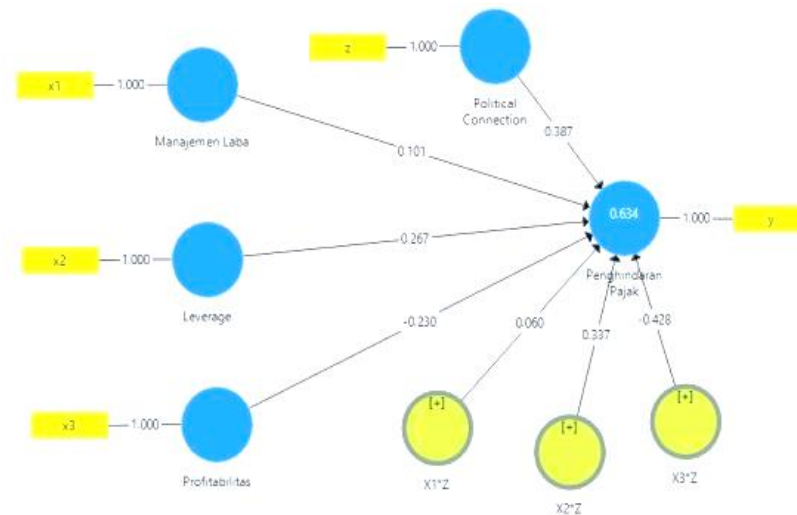 z
1.000
x1
1.000
Manajemen Laba
Political
Connection
0.387
0.101
0.634
1.000
y
x2
1.000
0.267
Penghindaran
Pajak
Leverage
-0.230
0.060
0.337
-0.428
x3
1.000
Profitabilitas
[+]
[+]
[+]
X1*Z
X2*Z
X3*Z